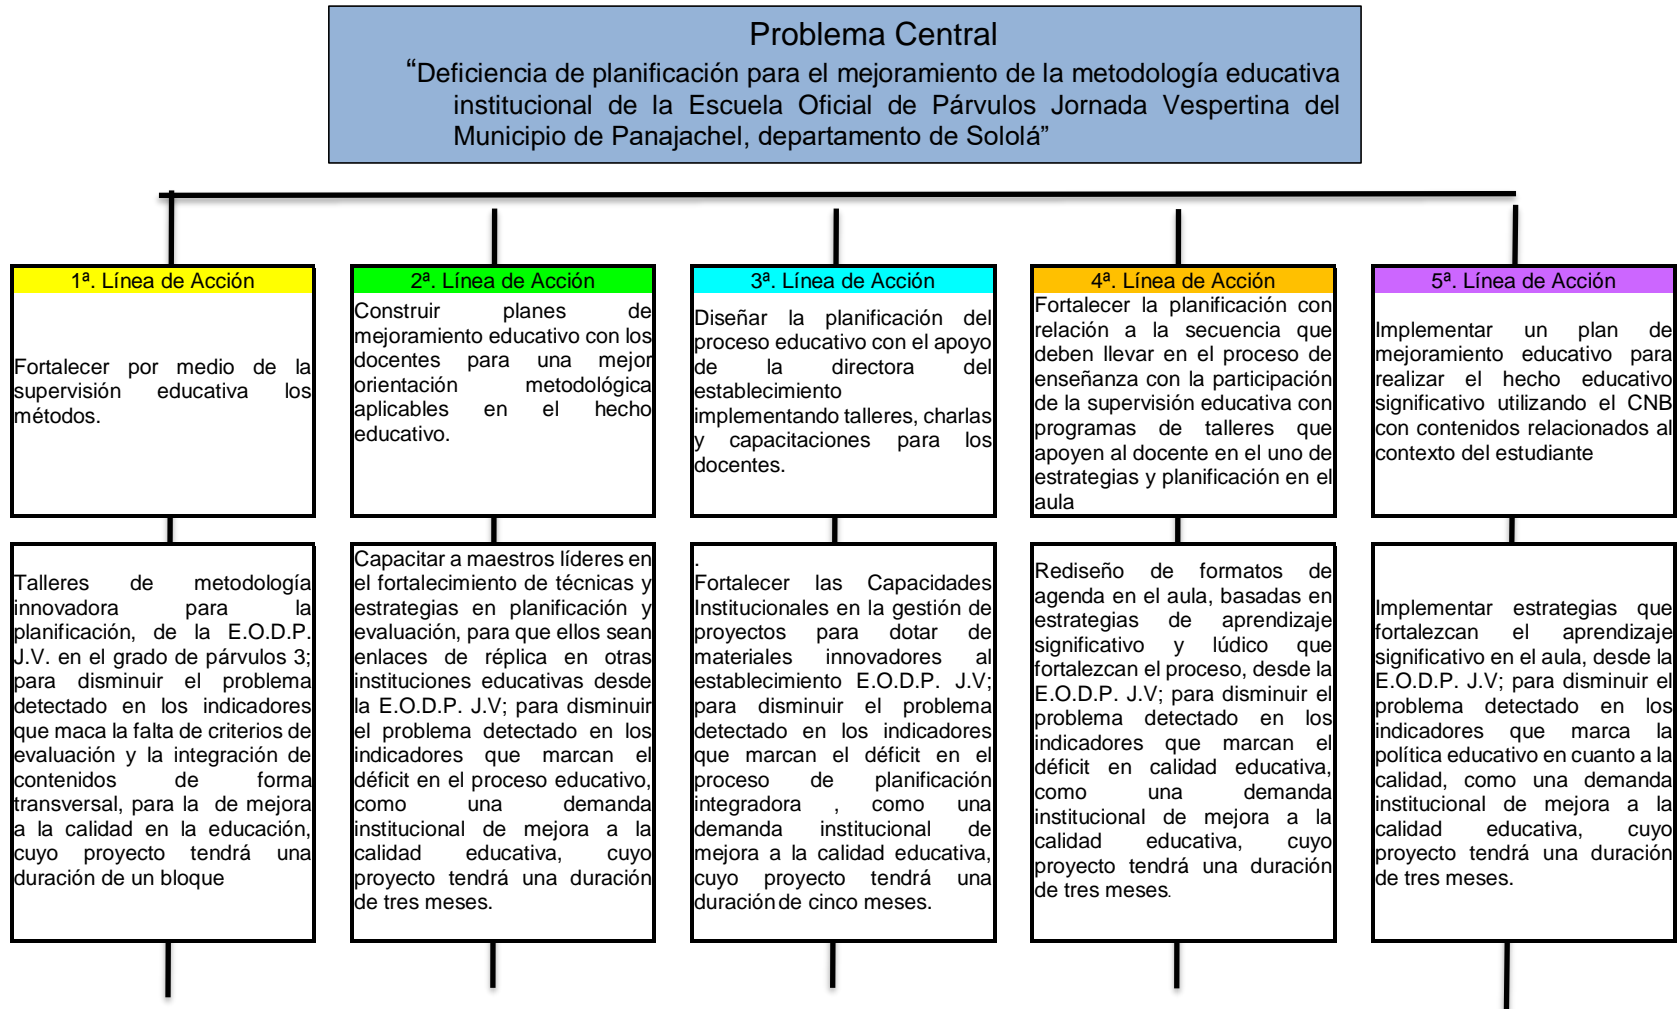 Problema Central
“Deficiencia de planificación para el mejoramiento de la metodología educativa
institucional de la Escuela Oficial de Párvulos Jornada Vespertina del
Municipio de Panajachel, departamento de Sololá”
1ª. Línea de Acción
Fortalecer por medio de la
supervisión educativa los
métodos.
2ª. Línea de Acción
Construir planes de
mejoramiento educativo con los
docentes para una mejor
orientación metodológica
aplicables en el hecho
educativo.
3ª. Línea de Acción
Diseñar la planificación del
proceso educativo con el apoyo
de la directora del
establecimiento
implementando talleres, charlas
y capacitaciones para los
docentes.
4ª. Línea de Acción
Fortalecer la planificación con
relación a la secuencia que
deben llevar en el proceso de
enseñanza con la participación
de la supervisión educativa con
programas de talleres que
apoyen al docente en el uno de
estrategias y planificación en el
aula
5ª. Línea de Acción
Implementar un plan de
mejoramiento educativo para
realizar el hecho educativo
significativo utilizando el CNB
con contenidos relacionados al
contexto del estudiante
Talleres de metodología
innovadora para la
planificación, de la E.O.D.P.
J.V. en el grado de párvulos 3;
para disminuir el problema
detectado en los indicadores
que maca la falta de criterios de
evaluación y la integración de
contenidos de forma
transversal, para la de mejora
a la calidad en la educación,
cuyo proyecto tendrá una
duración de un bloque
Capacitar a maestros líderes en
el fortalecimiento de técnicas y
estrategias en planificación y
evaluación, para que ellos sean
enlaces de réplica en otras
instituciones educativas desde
la E.O.D.P. J.V; para disminuir
el problema detectado en los
indicadores que marcan el
déficit en el proceso educativo,
como una demanda
institucional de mejora a la
calidad educativa, cuyo
proyecto tendrá una duración
de tres meses.
.
Fortalecer las Capacidades
Institucionales en la gestión de
proyectos para dotar de
materiales innovadores al
establecimiento E.O.D.P. J.V;
para disminuir el problema
detectado en los indicadores
que marcan el déficit en el
proceso de planificación
integradora , como una
demanda institucional de
mejora a la calidad educativa,
cuyo proyecto tendrá una
duración de cinco meses.
Rediseño de formatos de
agenda en el aula, basadas en
estrategias de aprendizaje
significativo y lúdico que
fortalezcan el proceso, desde la
E.O.D.P. J.V; para disminuir el
problema detectado en los
indicadores que marcan el
déficit en calidad educativa,
como una demanda
institucional de mejora a la
calidad educativa, cuyo
proyecto tendrá una duración
de tres meses.
Implementar estrategias que
fortalezcan el aprendizaje
significativo en el aula, desde la
E.O.D.P. J.V; para disminuir el
problema detectado en los
indicadores que marca la
política educativo en cuanto a la
calidad, como una demanda
institucional de mejora a la
calidad educativa, cuyo
proyecto tendrá una duración
de tres meses.